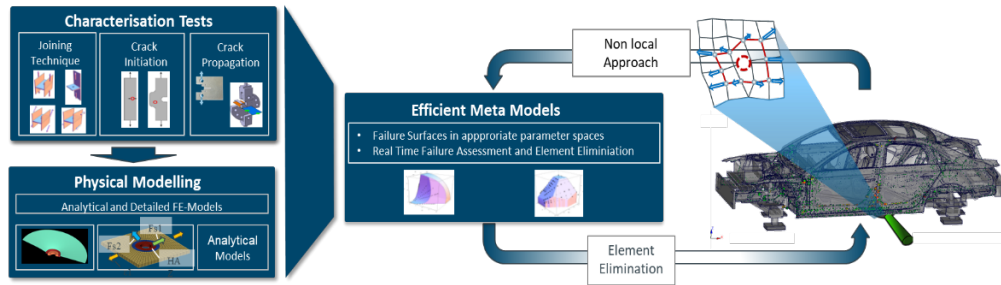 Characterisation Tests
Joining
Technique
Crack
Initiation
Crack
Propagation
Physical Modelling
Analytical and Detailed FE-Models
Fs1
Fs2
HA
Analytical
Models
Efficient Meta Models
• Failure Surfaces in appproriate parameter spaces
• Real Time Failure Assessment and Element Eliminiation
Non local
Approach
Element
Elimination